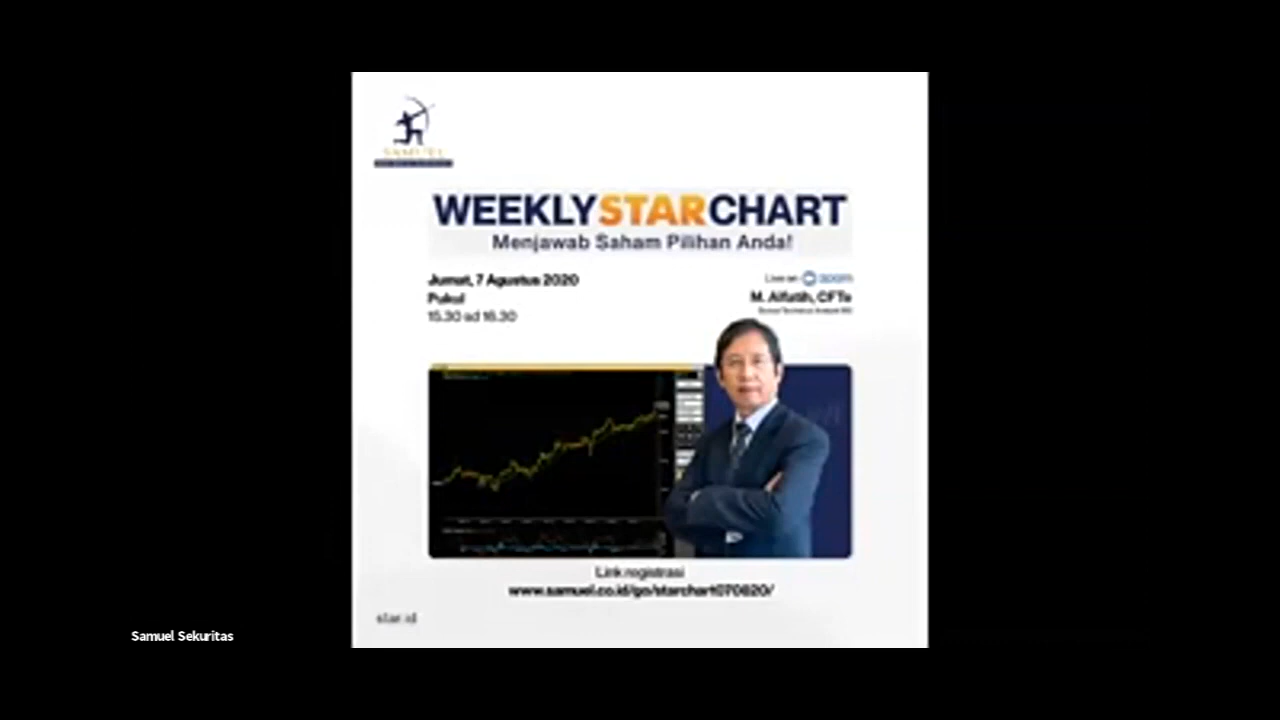 SAMUEL
WEEKLYSTARCHART
Menjawab Saham Pilihan Anda!
Jumat, 7 Agustus 2020
Pukul
15.30 sd 16.30
Live on zoom
M. Alfatih, CFTe
Link registrasi
www.samuel.co.id/go/starchart070820/
star.id
Samuel Sekuritas